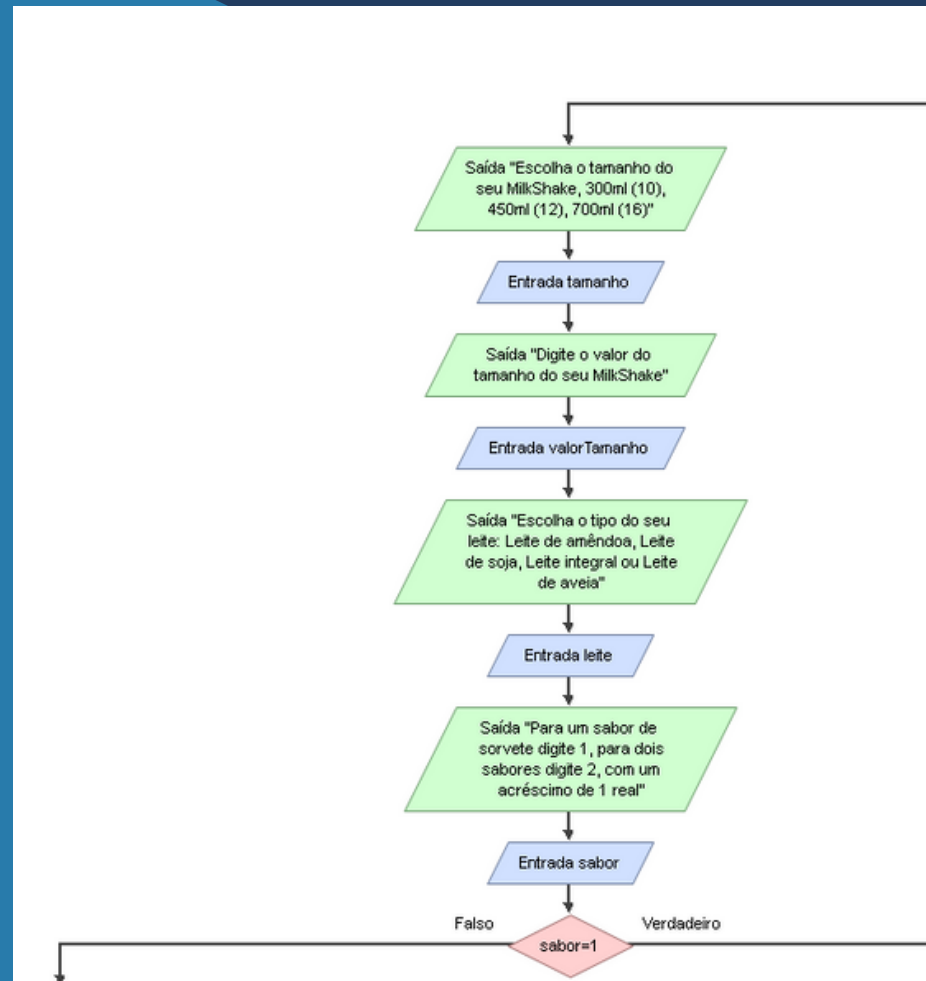 Saída "Escolha o tamanho do
seu MilkShake, 300ml (10),
450ml (12), 700ml (16)"
Entrada tamanho
Saída "Digite o valor do
tamanho do seu MilkShake"
Entrada valorTamanho
Saída "Escolha o tipo do seu
leite: Leite de amêndoa, Leite
de soja, Leite integral ou Leite
de aveia"
Entrada leite
Saída "Para um sabor de
sorvete digite 1, para dois
sabores digite 2, com um
acréscimo de 1 real"
Entrada sabor
Falso
Verdadeiro
sabor=1